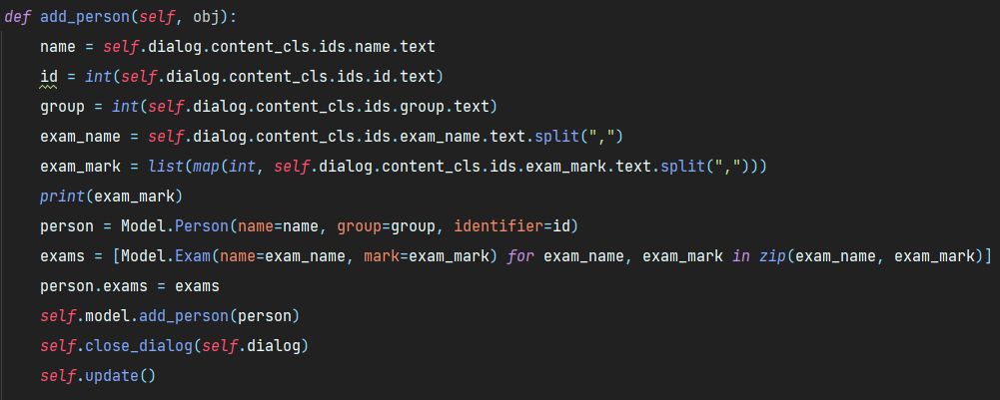 def add_person(self, obj):
    name = self.dialog.content_cls.ids.name.text
    id = int(self.dialog.content_cls.ids.id.text)
    group = int(self.dialog.content_cls.ids.group.text)
    exam_name = self.dialog.content_cls.ids.exam_name.text.split(",")
    exam_mark = list(map(int, self.dialog.content_cls.ids.exam_mark.text.split(",")))
    print(exam_mark)
    person = Model.Person(name=name, group=group, identifier=id)
    exams = [Model.Exam(name=exam_name, mark=exam_mark) for exam_name, exam_mark in zip(exam_name, exam_mark)]
    person.exams = exams
    self.model.add_person(person)
    self.close_dialog(self.dialog)
    self.update()